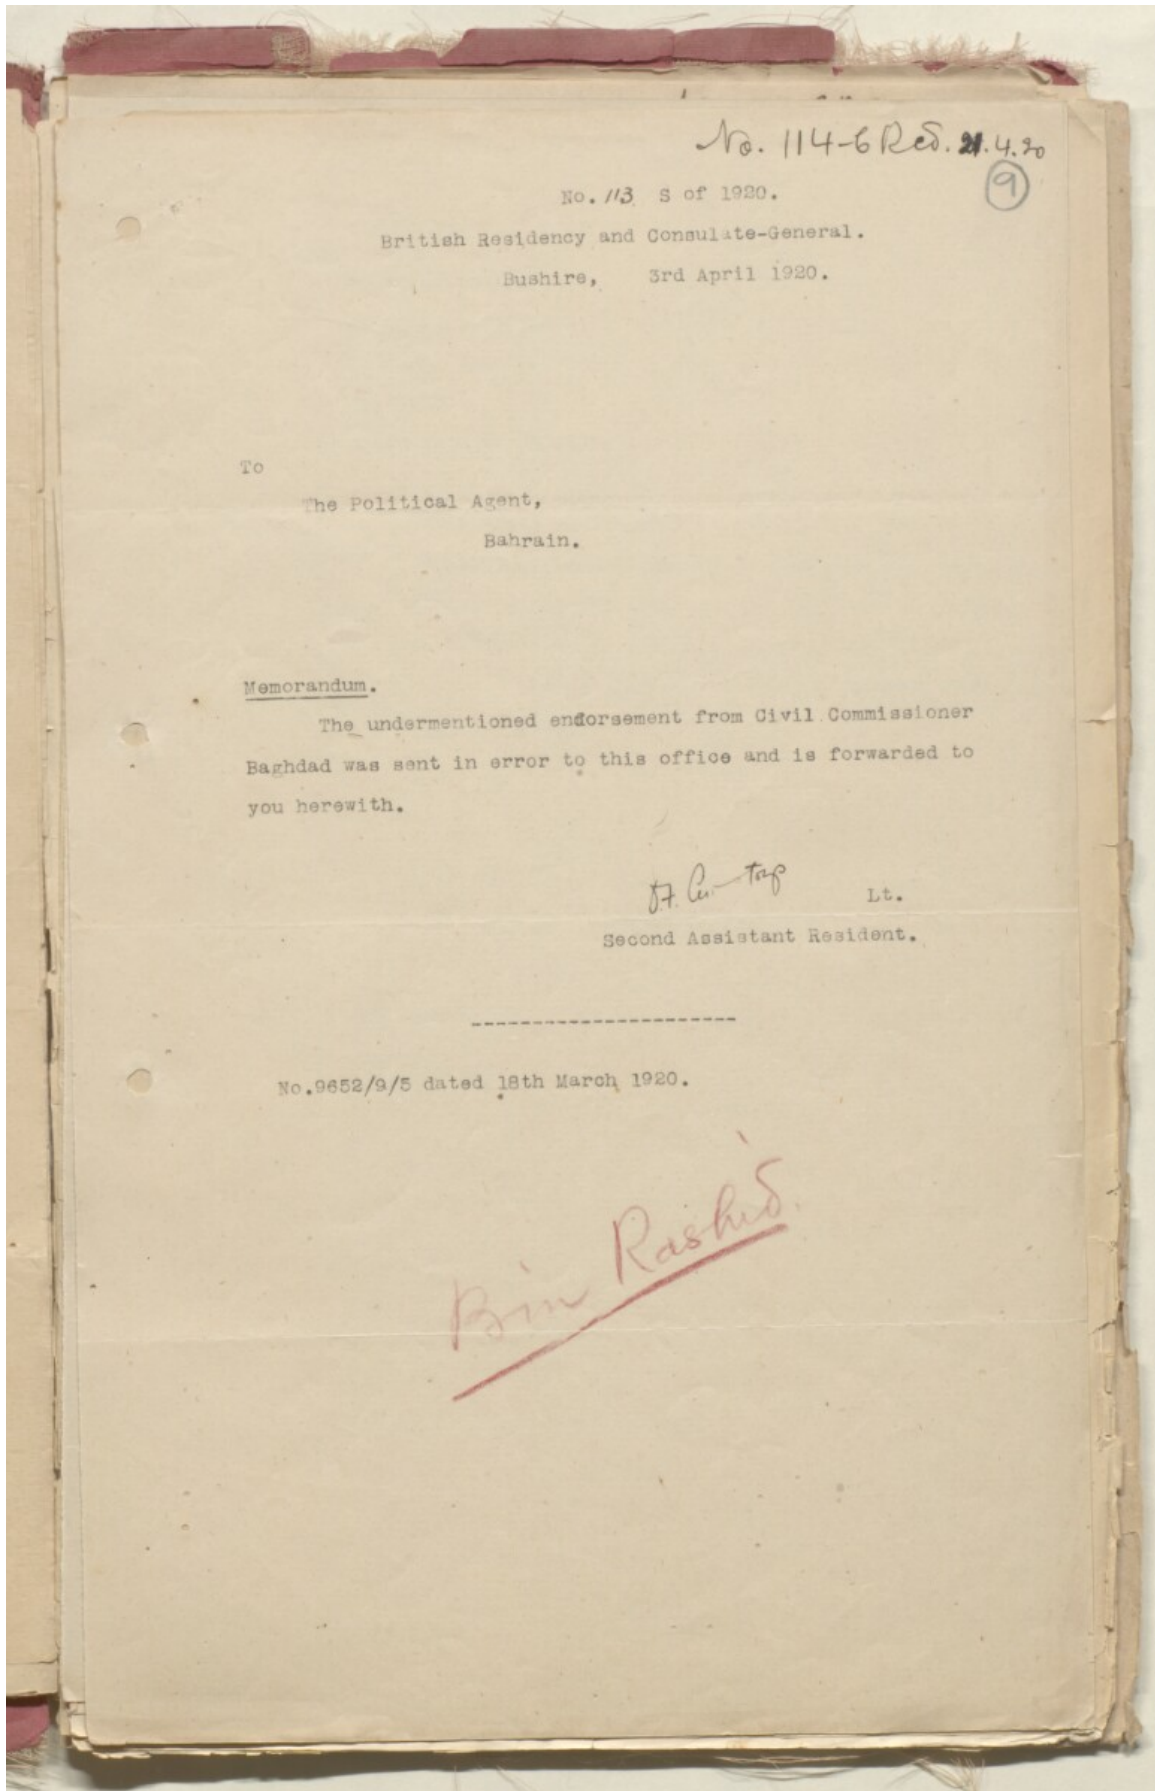 No. 114-6 Rcd. 21.4.20
9
No. 113 S of 1920.
British Residency and Consulate-General.
Bushire, 3rd April 1920.
To
The Political Agent,
Bahrain.
Memorandum.
The undermentioned endorsement from Civil Commissioner
Baghdad was sent in error to this office and is forwarded to
you herewith.
Lt.
Second Assistant Resident.
----------------------
No.9652/9/5 dated 18th March 1920.
Bin Rashid.